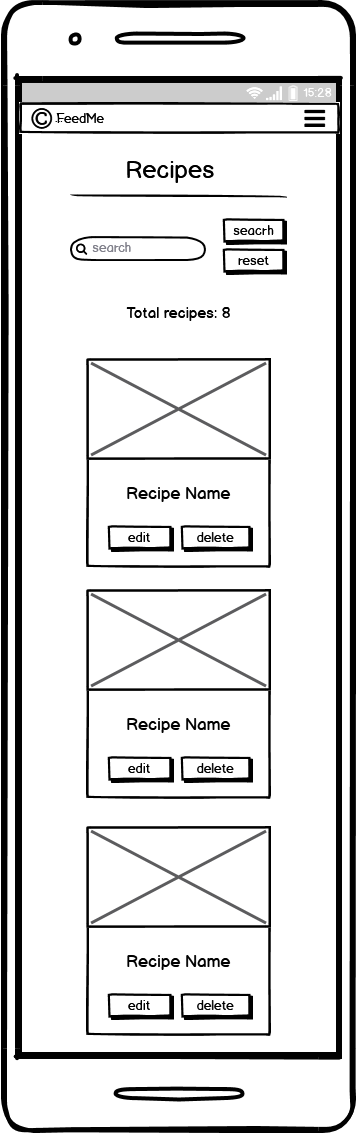 15:28
© FeedMe
Recipes
search
seacrh
reset
Total recipes: 8
Recipe Name
edit delete
Recipe Name
edit delete
Recipe Name
edit delete